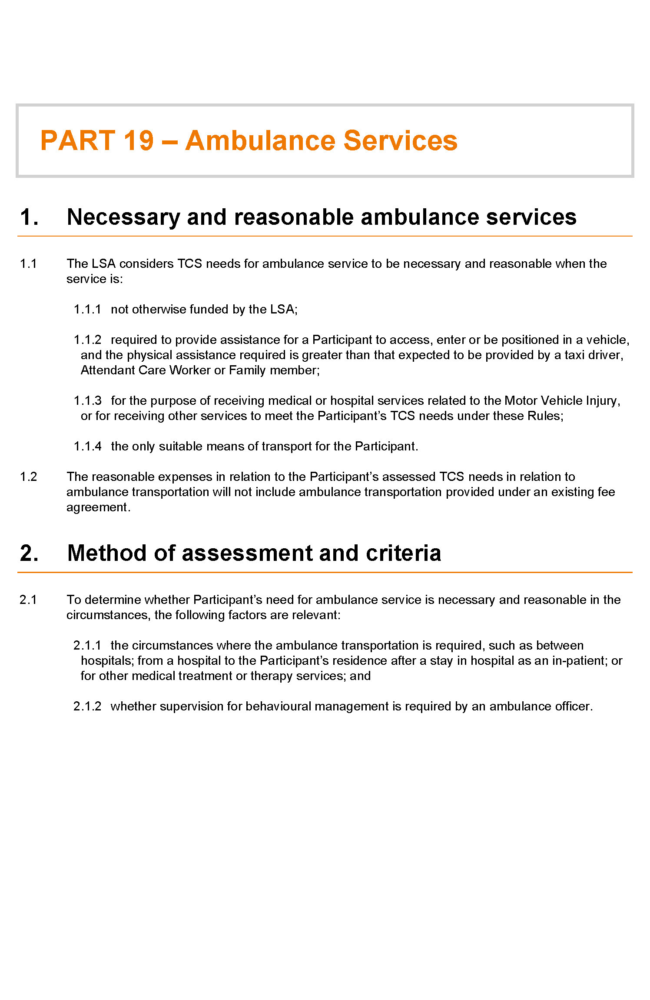 PART 19 – Ambulance Services
1. Necessary and reasonable ambulance services
1.1 The LSA considers TCS needs for ambulance service to be necessary and reasonable when the
service is:
1.1.1 not otherwise funded by the LSA;
1.1.2 required to provide assistance for a Participant to access, enter or be positioned in a vehicle,
and the physical assistance required is greater than that expected to be provided by a taxi driver,
Attendant Care Worker or Family member;
1.1.3 for the purpose of receiving medical or hospital services related to the Motor Vehicle Injury,
or for receiving other services to meet the Participant’s TCS needs under these Rules;
1.1.4 the only suitable means of transport for the Participant.
1.2 The reasonable expenses in relation to the Participant’s assessed TCS needs in relation to
ambulance transportation will not include ambulance transportation provided under an existing fee
agreement.
2. Method of assessment and criteria
2.1 To determine whether Participant’s need for ambulance service is necessary and reasonable in the
circumstances, the following factors are relevant:
2.1.1 the circumstances where the ambulance transportation is required, such as between
hospitals; from a hospital to the Participant’s residence after a stay in hospital as an in-patient; or
for other medical treatment or therapy services; and
2.1.2 whether supervision for behavioural management is required by an ambulance officer.